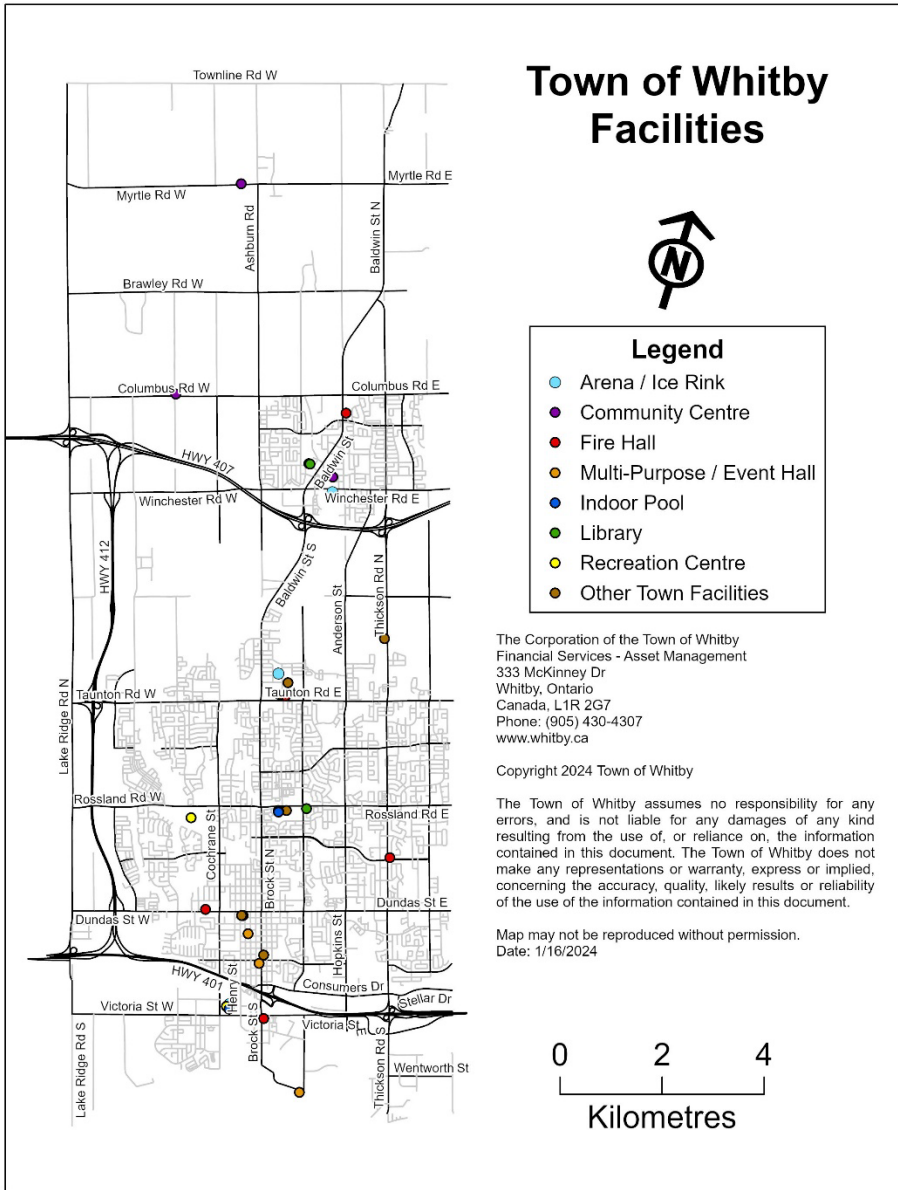 Town of Whitby
Facilities
N
Legend
Arena / Ice Rink
Community Centre
Fire Hall
Multi-Purpose / Event Hall
Indoor Pool
Library
Recreation Centre
Other Town Facilities
The Corporation of the Town of Whitby
Financial Services - Asset Management
333 McKinney Dr
Whitby, Ontario
Canada, L1R 2G7
Phone: (905) 430-4307
www.whitby.ca
Copyright 2024 Town of Whitby
The Town of Whitby assumes no responsibility for any
errors, and is not liable for any damages of any kind
resulting from the use of, or reliance on, the information
contained in this document. The Town of Whitby does not
make any representations or warranty, express or implied,
concerning the accuracy, quality, likely results or reliability
of the use of the information contained in this document.
Map may not be reproduced without permission.
Date: 1/16/2024
0 2 4
Kilometres
Townline Rd W
Myrtle Rd W
Myrtle Rd E
Ashburn Rd
Baldwin St N
Brawley Rd W
Columbus Rd W
Columbus Rd E
HWY 407
Baldwin St
Winchester Rd W
Winchester Rd E
HWY 412
Baldwin St S
Anderson St
Thickson Rd N
Lake Ridge Rd N
Taunton Rd W
Taunton Rd E
Rossland Rd W
Rossland Rd E
Cochrane St
Brock St N
Dundas St W
Dundas St E
Hopkins St
HWY 401
Henry St
Consumers Dr
Stellar Dr
Victoria St W
Victoria St E
Brock St S
Thickson Rd S
Wentworth St
Lake Ridge Rd S